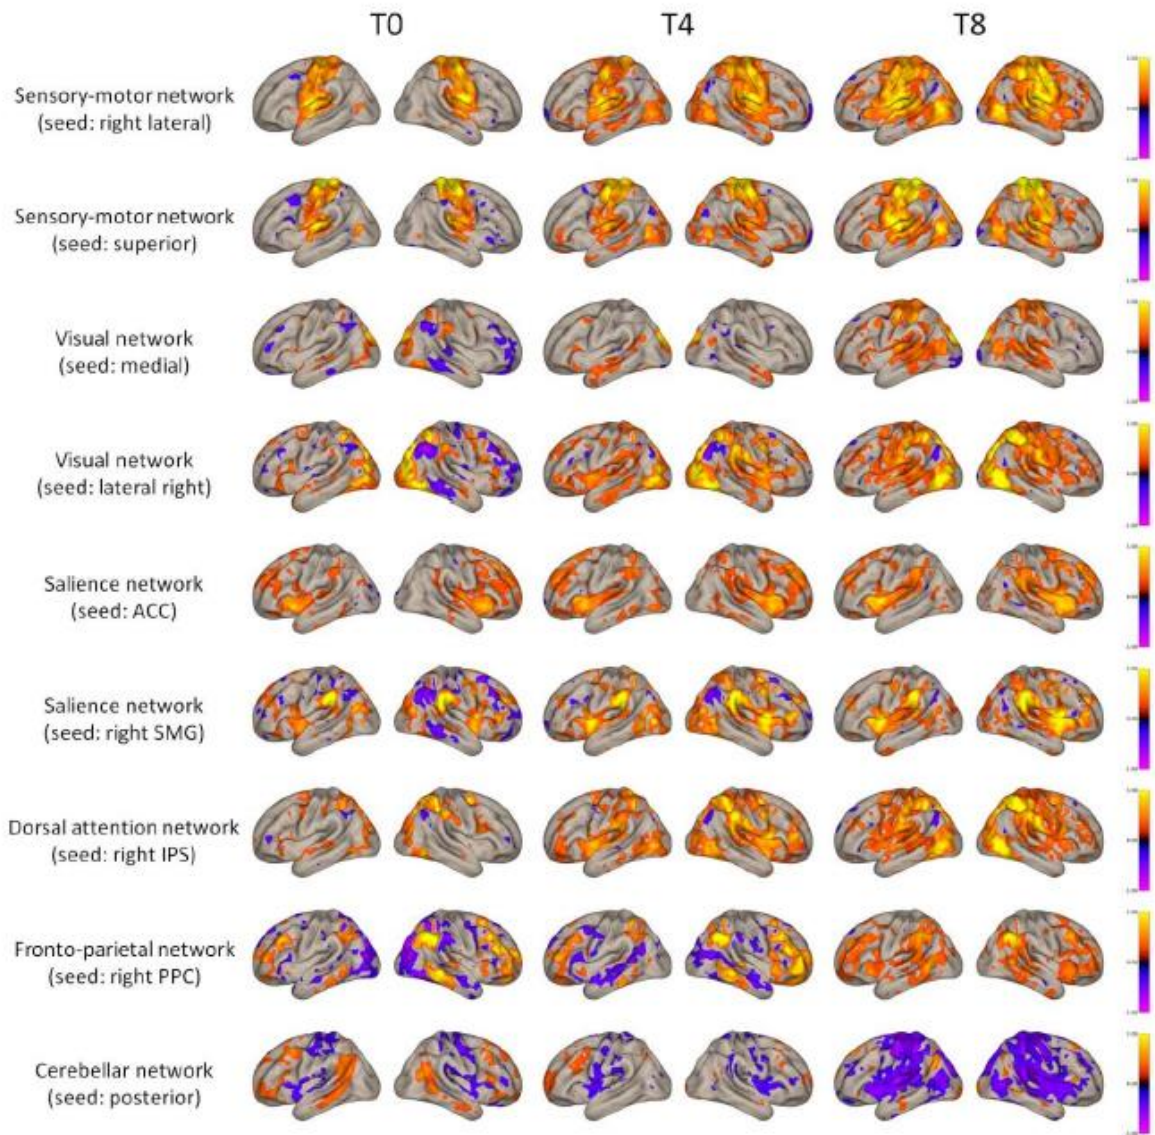 T0 T4 T8
Sensory-motor network
(seed: right lateral)
Sensory-motor network
(seed: superior)
Visual network
(seed: medial)
Visual network
(seed: lateral right)
Salience network
(seed: ACC)
Salience network
(seed: right SMG)
Dorsal attention network
(seed: right IPS)
Fronto-parietal network
(seed: right PPC)
Cerebellar network
(seed: posterior)